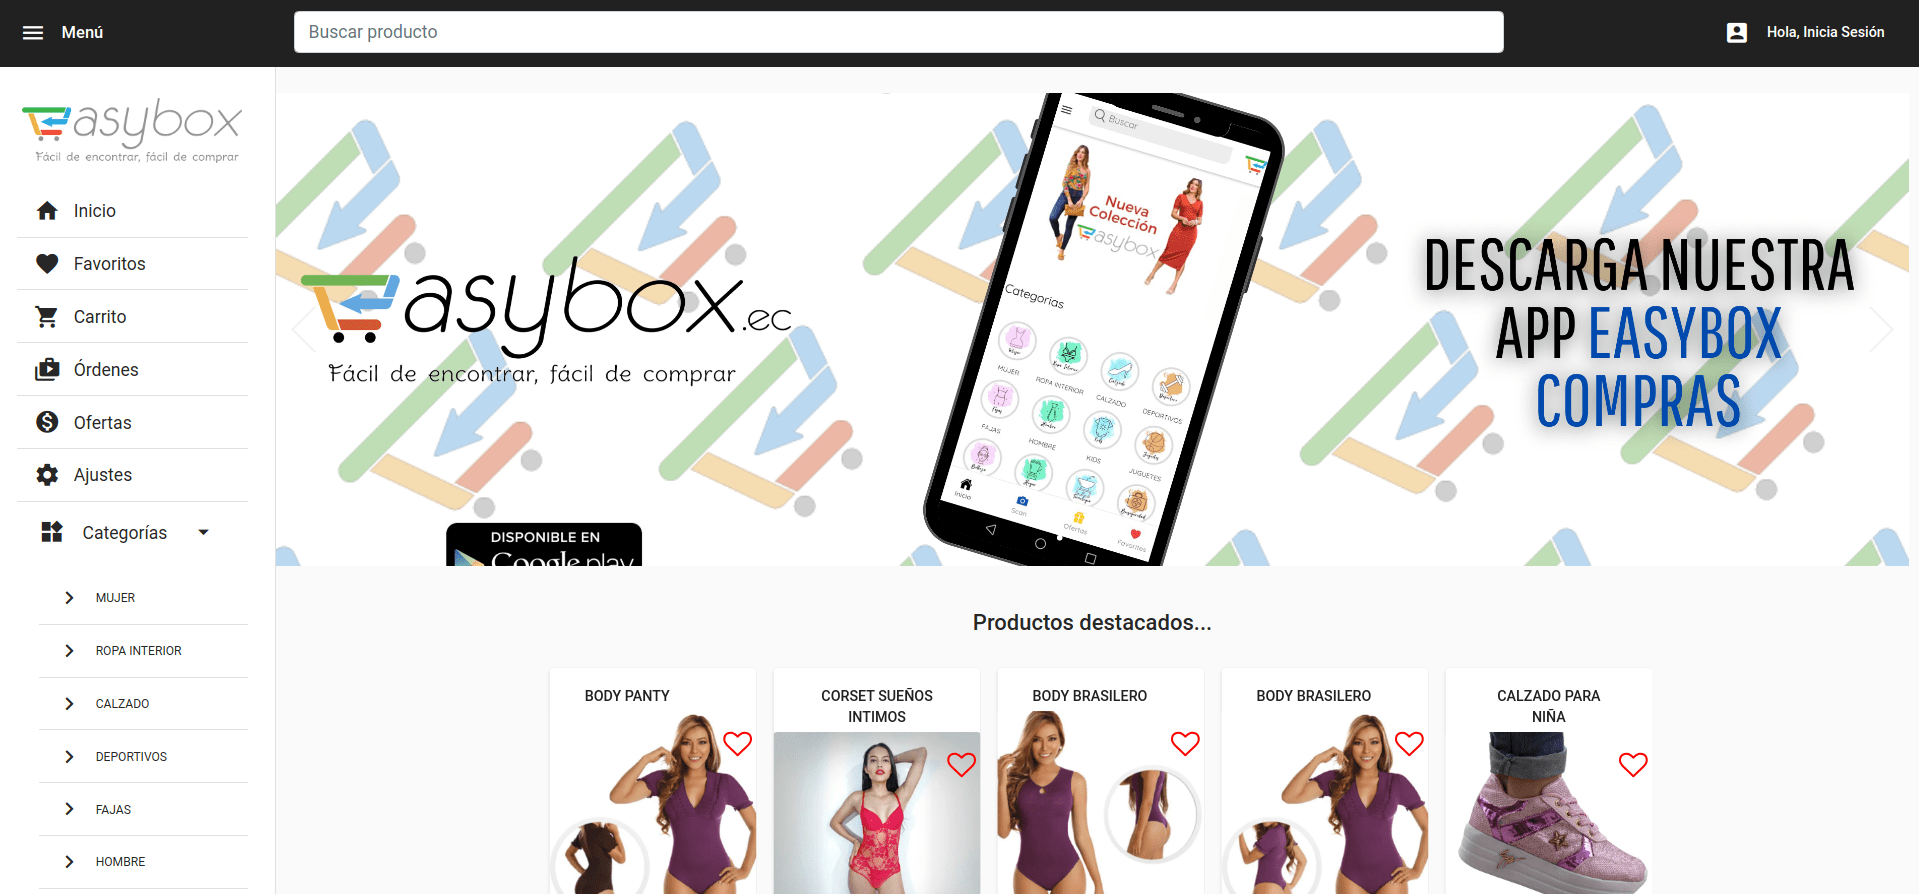 Menú
Buscar producto
Hola, Inicia Sesión
asybox
Fácil de encontrar, fácil de comprar
Inicio
Favoritos
Carrito
Órdenes
Ofertas
Ajustes
Categorías
MUJER
ROPA INTERIOR
CALZADO
DEPORTIVOS
FAJAS
HOMBRE
asybox.ec
Fácil de encontrar, fácil de comprar
DISPONIBLE EN
Google play
Buscar
Nueva
Colección
asybox
Categorías
MUJER
ROPA INTERIOR
CALZADO
DEPORTIVOS
FAJAS
HOMBRE
KIDS
JUGUETES
Inicio
Scan
Ofertas
Favoritos
DESCARGA NUESTRA
APP EASYBOX
COMPRAS
Productos destacados...
BODY PANTY
CORSET SUEÑOS
INTIMOS
BODY BRASILERO
BODY BRASILERO
CALZADO PARA
NIÑA